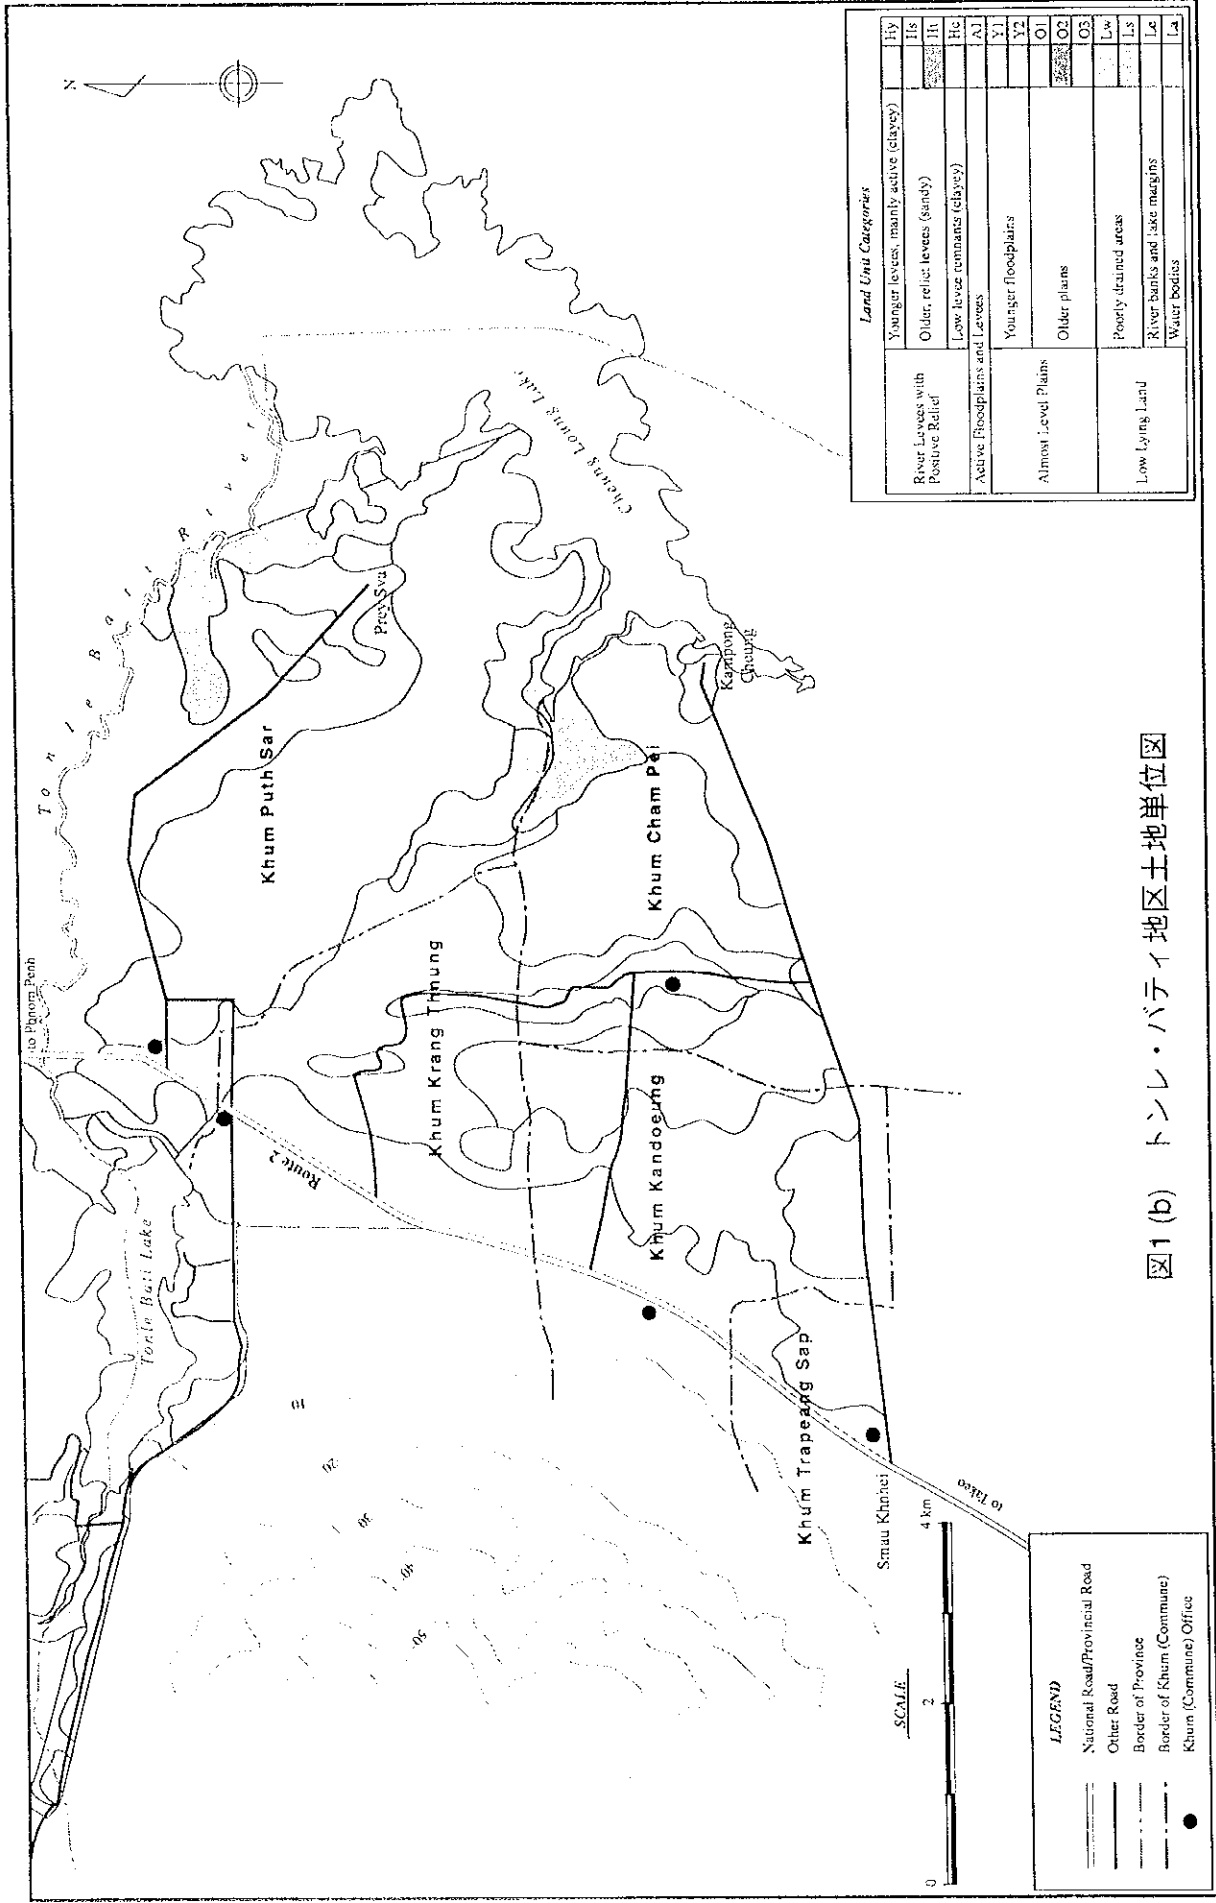 N
to Phnom Penh
Tonle Bati River
Tonle Bati Lake
Route 2
Khum Puth Sar
Prey Sva
Cheung Loung Lake
Khum Krang Thnung
Khum Cham Pei
Kampong
Cheung
Khum Kandoeung
Khum Trapeang Sap
Smau Khnhei
to Takeo
10
20
30
40
50
SCALE
0
2
4 km
LEGEND
National Road/Provincial Road
Other Road
Border of Province
Border of Khum (Commune)
Khum (Commune) Office
Land Unit Categories
River Levees with
Positive Relief
Younger levees, mainly active (clayey)
Hy
Older, relict levees (sandy)
Hs
Ht
Low levee remnants (clayey)
Hc
Active Floodplains and Levees
A1
Almost Level Plains
Younger floodplains
Y1
Y2
Older plains
O1
O2
O3
Low Lying Land
Poorly drained areas
Lw
Ls
River banks and lake margins
Le
Water bodies
La
図1(b) トンレ・バティ地区土地単位図